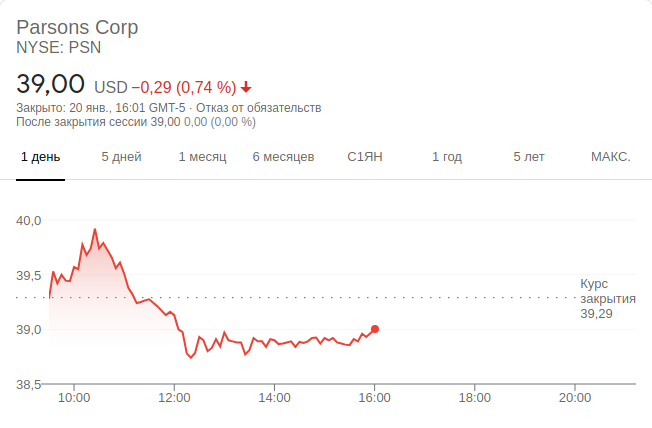 Parsons Corp
NYSE: PSN
39,00 USD −0,29 (0,74 %)
Закрыто: 20 янв., 16:01 GMT-5 · Отказ от обязательств
После закрытия сессии 39,00 0,00 (0,00 %)
1 день 5 дней 1 месяц 6 месяцев С1ЯН 1 год 5 лет МАКС.
40,0
39,5
Курс
закрытия
39,29
39,0
38,5
10:00 12:00 14:00 16:00 18:00 20:00